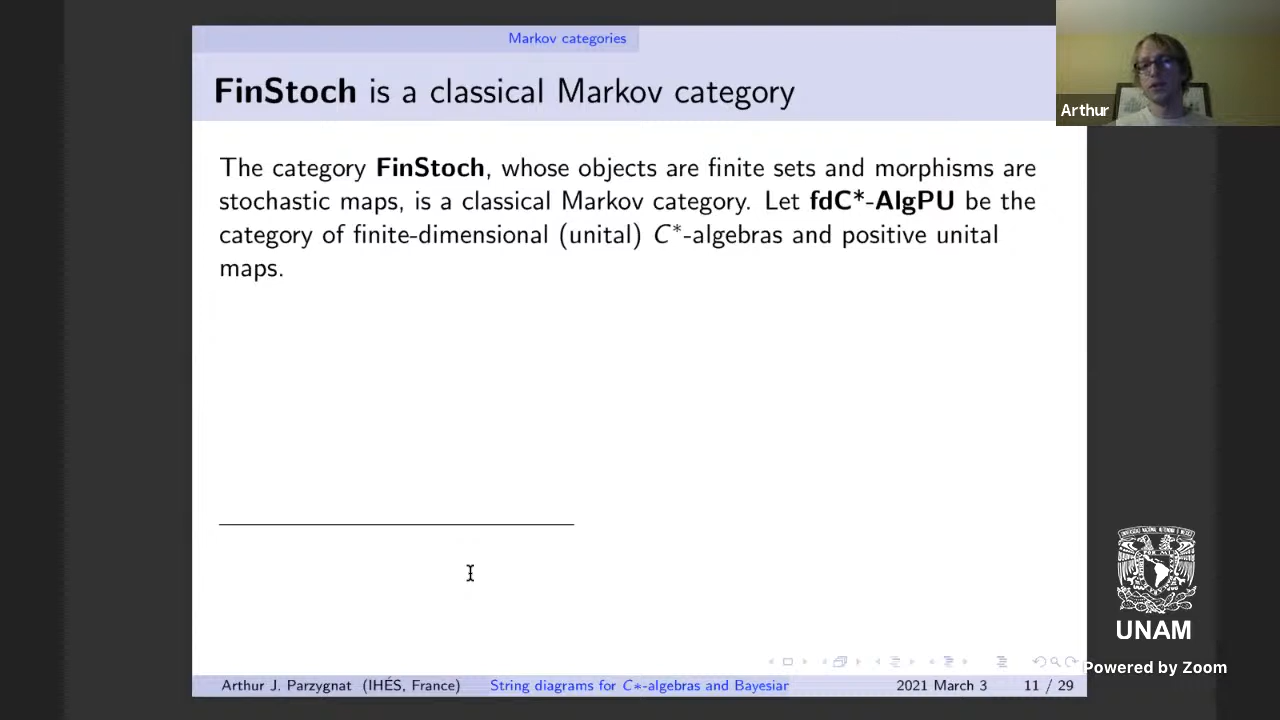 Markov categories
FinStoch is a classical Markov category
Arthur
The category FinStoch, whose objects are finite sets and morphisms are
stochastic maps, is a classical Markov category. Let fdC*-AlgPU be the
category of finite-dimensional (unital) C*-algebras and positive unital
maps.
UNAM
Powered by Zoom
Arthur J. Parzygnat (IHÉS, France) String diagrams for C*-algebras and Bayesiar 2021 March 3 11 / 29